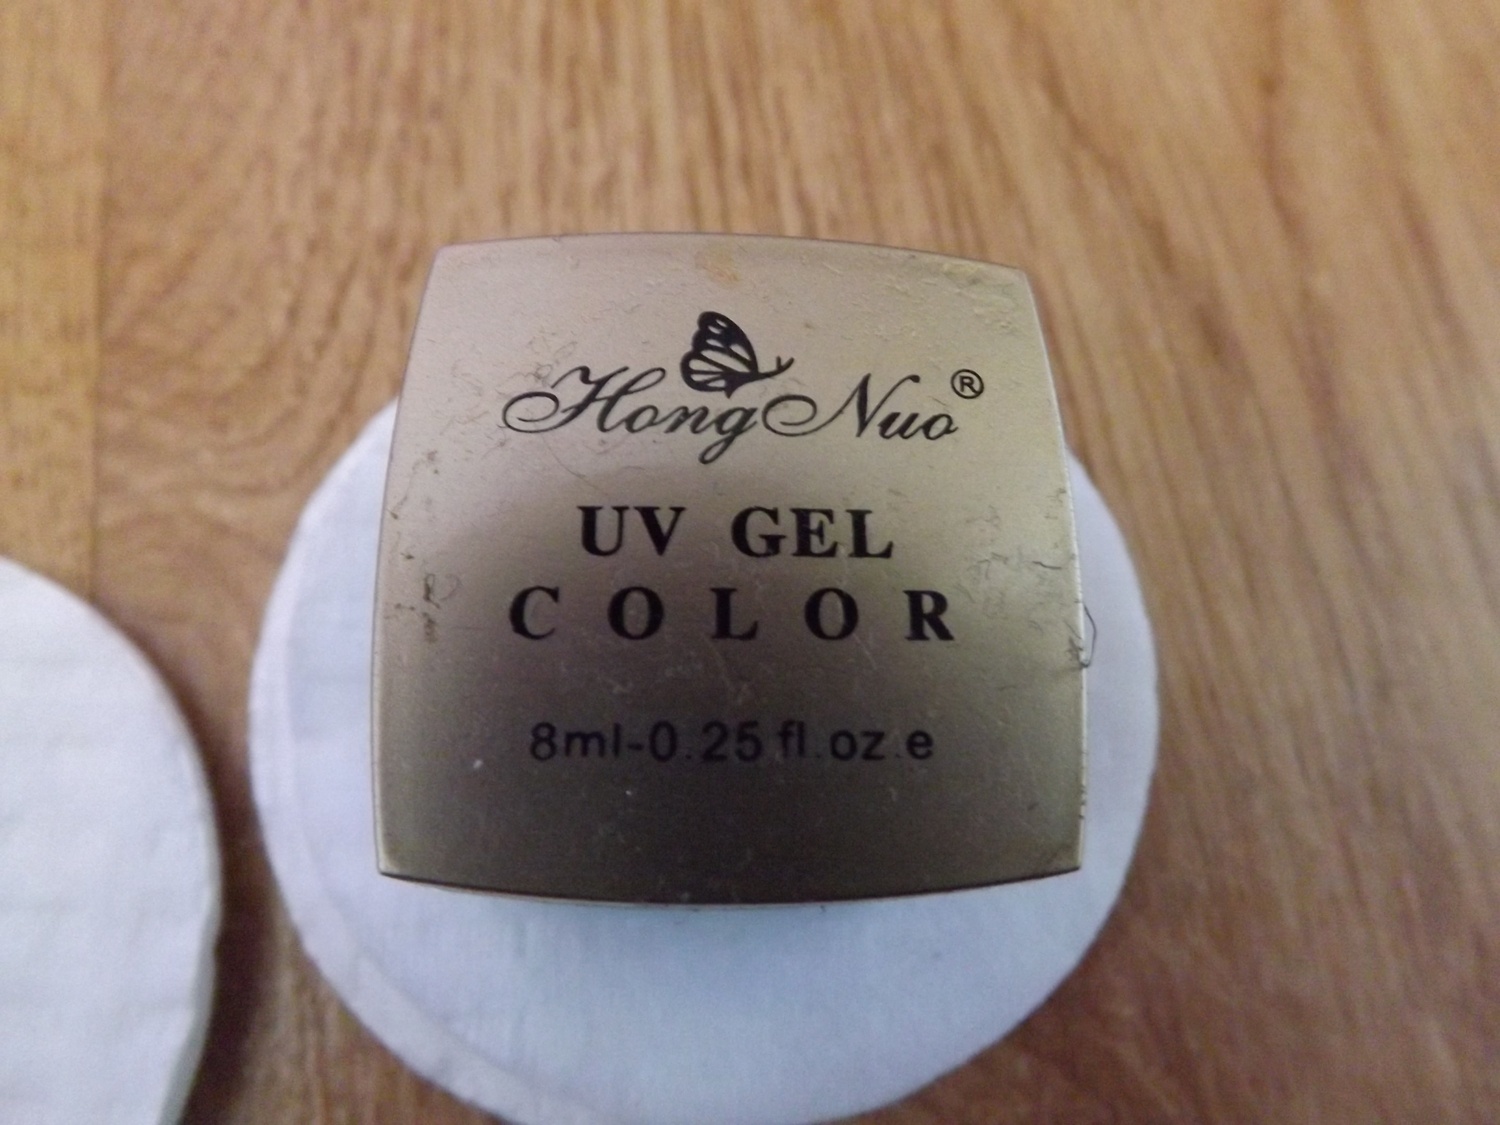 Hong Nuo®
UV GEL
COLOR
8ml-0.25 fl.oz.e